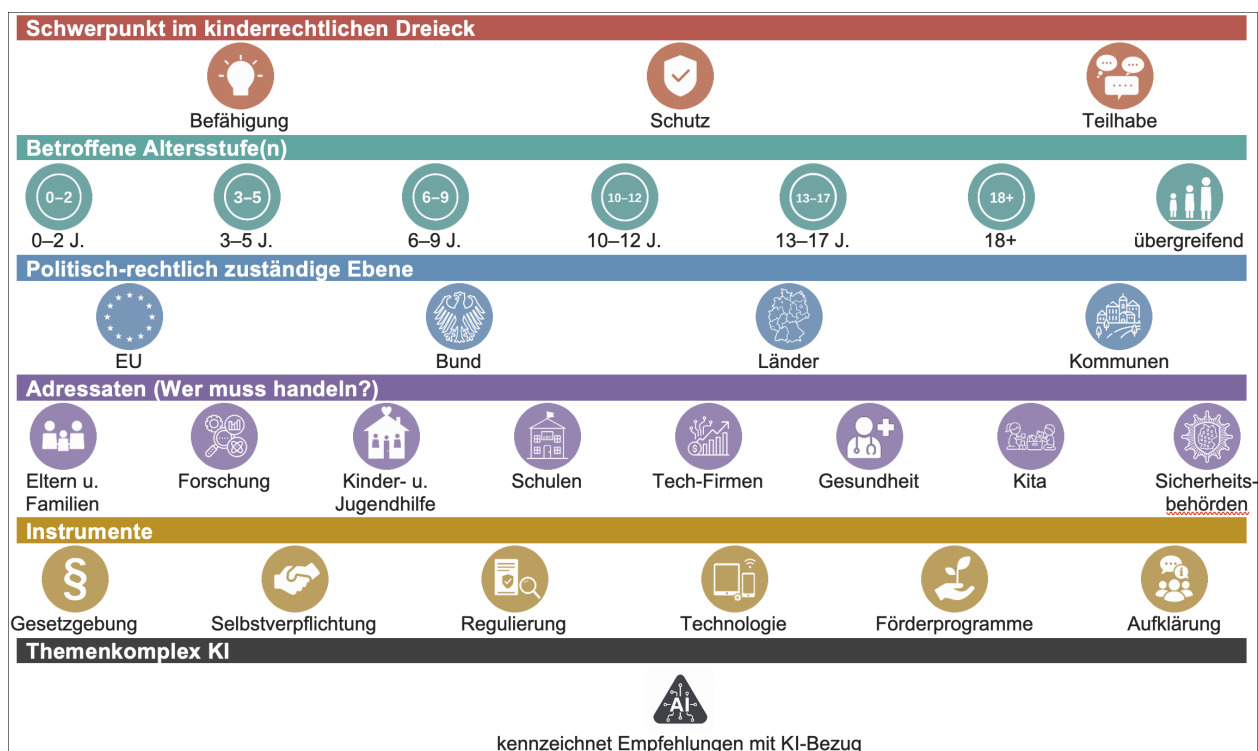 Schwerpunkt im kinderrechtlichen Dreieck
Befähigung Schutz Teilhabe
Betroffene Altersstufe(n)
0–2 3–5 6–9 10–12 13–17 18+
0–2 J. 3–5 J. 6–9 J. 10–12 J. 13–17 J. 18+ übergreifend
Politisch-rechtlich zuständige Ebene
EU Bund Länder Kommunen
Adressaten (Wer muss handeln?)
Eltern u. Forschung Kinder- u. Schulen Tech-Firmen Gesundheit Kita Sicherheits-
Familien Jugendhilfe behörden
Instrumente
§
Gesetzgebung Selbstverpflichtung Regulierung Technologie Förderprogramme Aufklärung
Themenkomplex KI
AI
kennzeichnet Empfehlungen mit KI-Bezug